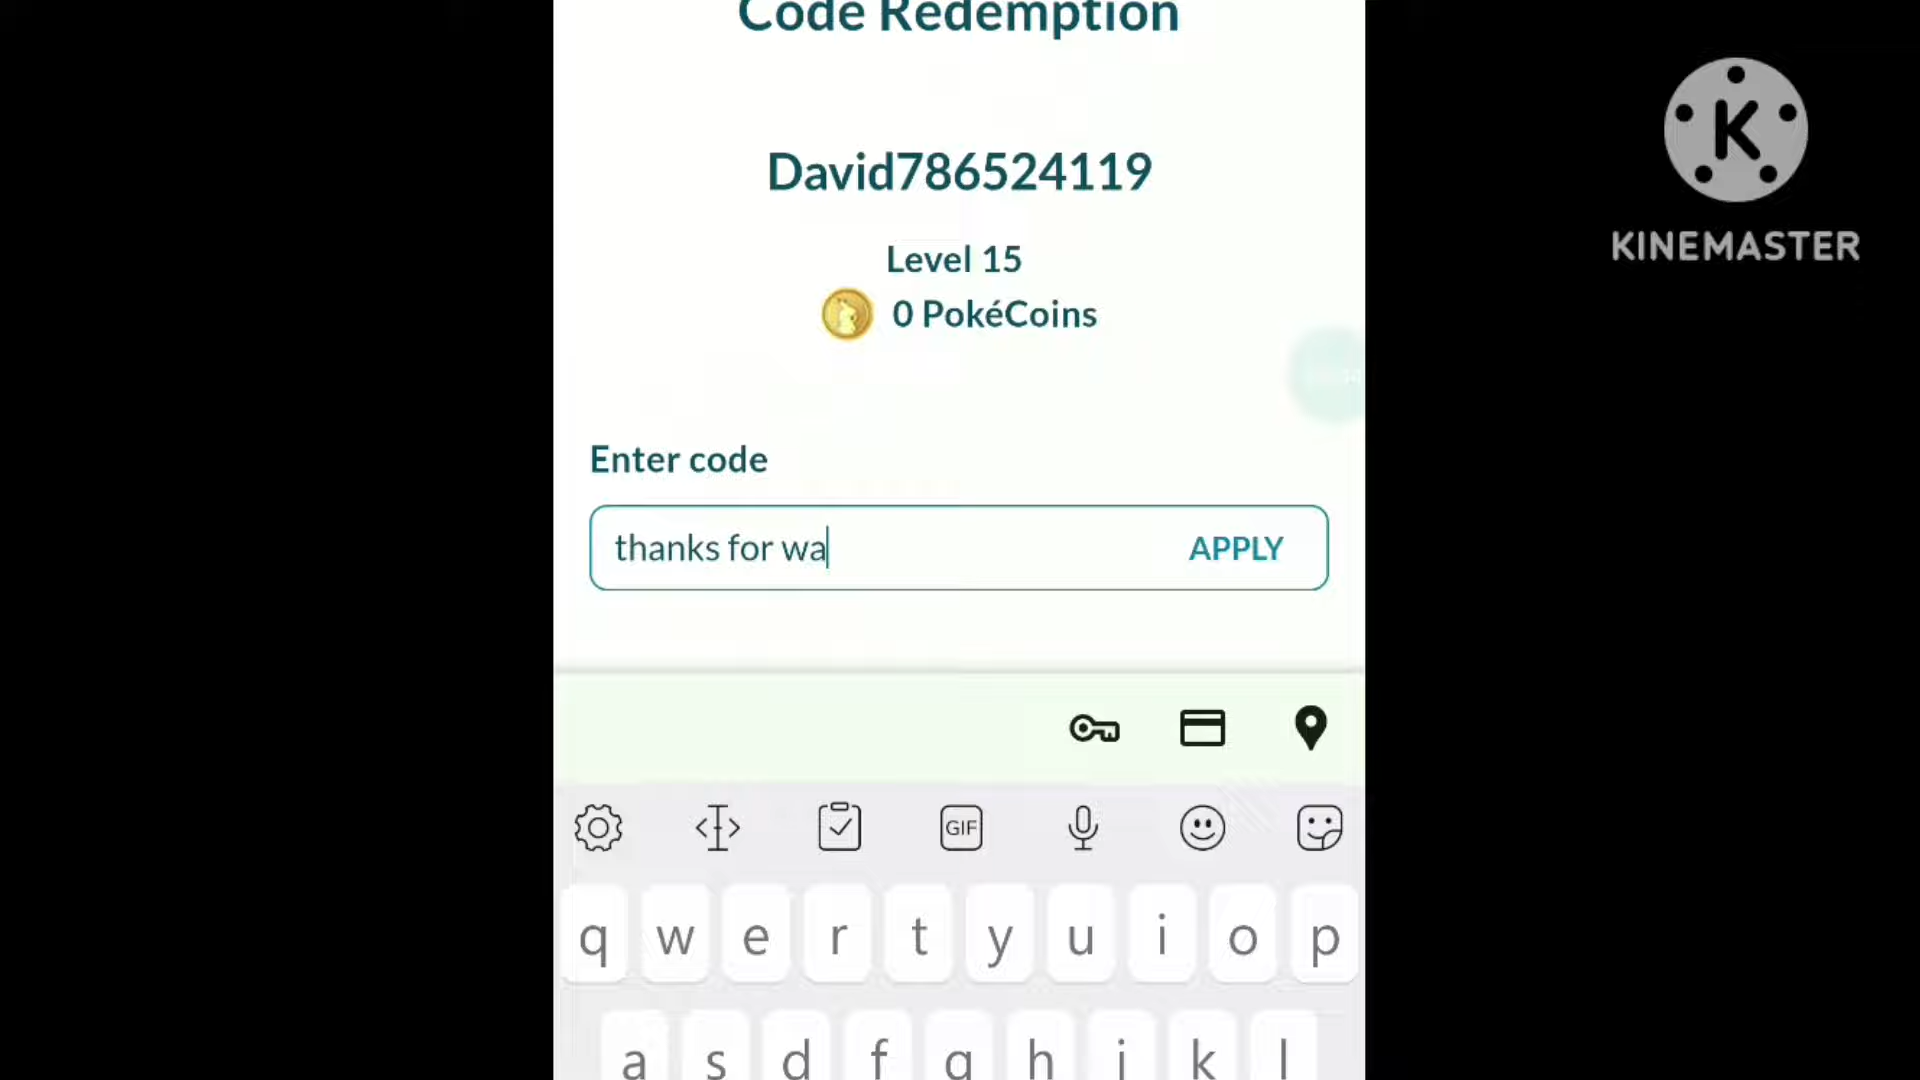 Code Redemption
KINEMASTER
David786524119
Level 15
0 PokéCoins
Enter code
thanks for wa
APPLY
GIF
q w e r t y u i o p
a s d f g h j k l